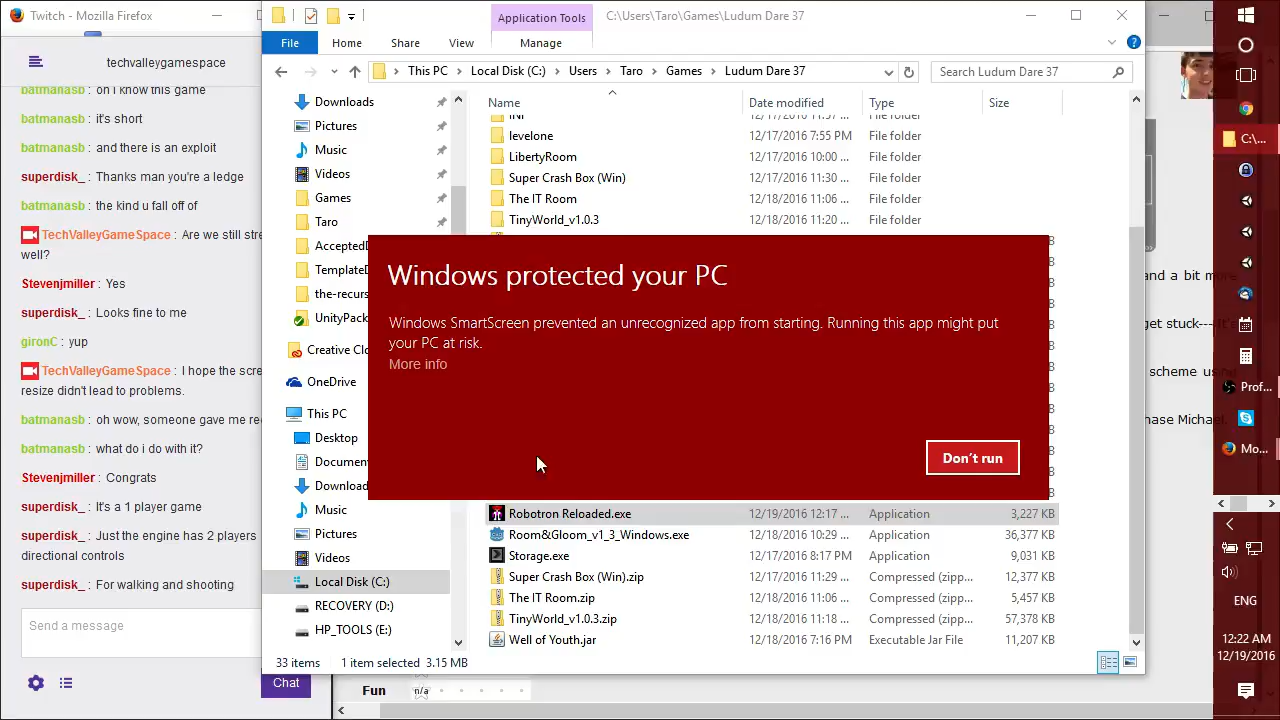 Twitch - Mozilla Firefox
techvalleygamespace
batmanasb : oh I know this game
batmanasb : it's short
batmanasb : and there is an exploit
superdisk_ : Thanks man you're a ledge
batmanasb : the kind u fall off of
TechValleyGameSpace : Are we still stre
well?
Stevenjmiller : Yes
superdisk_ : Looks fine to me
gironC : yup
TechValleyGameSpace : I hope the scre
resize didn't lead to problems.
batmanasb : oh wow, someone gave me re
batmanasb : what do i do with it?
Stevenjmiller : Congrats
superdisk_ : It's a 1 player game
superdisk_ : Just the engine has 2 players
directional controls
superdisk_ : For walking and shooting
Send a message
Chat
Application Tools
C:\Users\Taro\Games\Ludum Dare 37
File
Home
Share
View
Manage
This PC
Local Disk (C:)
Users
Taro
Games
Ludum Dare 37
Search Ludum Dare 37
Downloads
Pictures
Music
Videos
Games
Taro
AcceptedD
TemplateD
the-recurs
UnityPack
Creative Clo
OneDrive
This PC
Desktop
Documen
Download
Music
Pictures
Videos
Local Disk (C:)
RECOVERY (D:)
HP_TOOLS (E:)
Name
Date modified
Type
Size
File folder
levelone 12/17/2016 7:55 PM File folder
LibertyRoom 12/17/2016 10:00 ... File folder
Super Crash Box (Win) 12/17/2016 11:30 ... File folder
The IT Room 12/18/2016 11:06 ... File folder
TinyWorld_v1.0.3 12/18/2016 11:20 ... File folder
Windows protected your PC
Windows SmartScreen prevented an unrecognized app from starting. Running this app might put
your PC at risk.
More info
Don't run
Robotron Reloaded.exe 12/19/2016 12:17 ... Application 3,227 KB
Room&Gloom_v1_3_Windows.exe 12/18/2016 10:29 ... Application 36,377 KB
Storage.exe 12/17/2016 8:17 PM Application 9,031 KB
Super Crash Box (Win).zip 12/17/2016 11:29 ... Compressed (zipp... 12,377 KB
The IT Room.zip 12/18/2016 11:06 ... Compressed (zipp... 5,457 KB
TinyWorld_v1.0.3.zip 12/18/2016 11:18 ... Compressed (zipp... 57,378 KB
Well of Youth.jar 12/18/2016 7:16 PM Executable Jar File 11,207 KB
33 items
1 item selected 3.15 MB
Fun
n/a
and a bit more
get stuck---
scheme
hase Michael.
C:\...
Prof...
Mo...
ENG
12:22 AM
12/19/2016